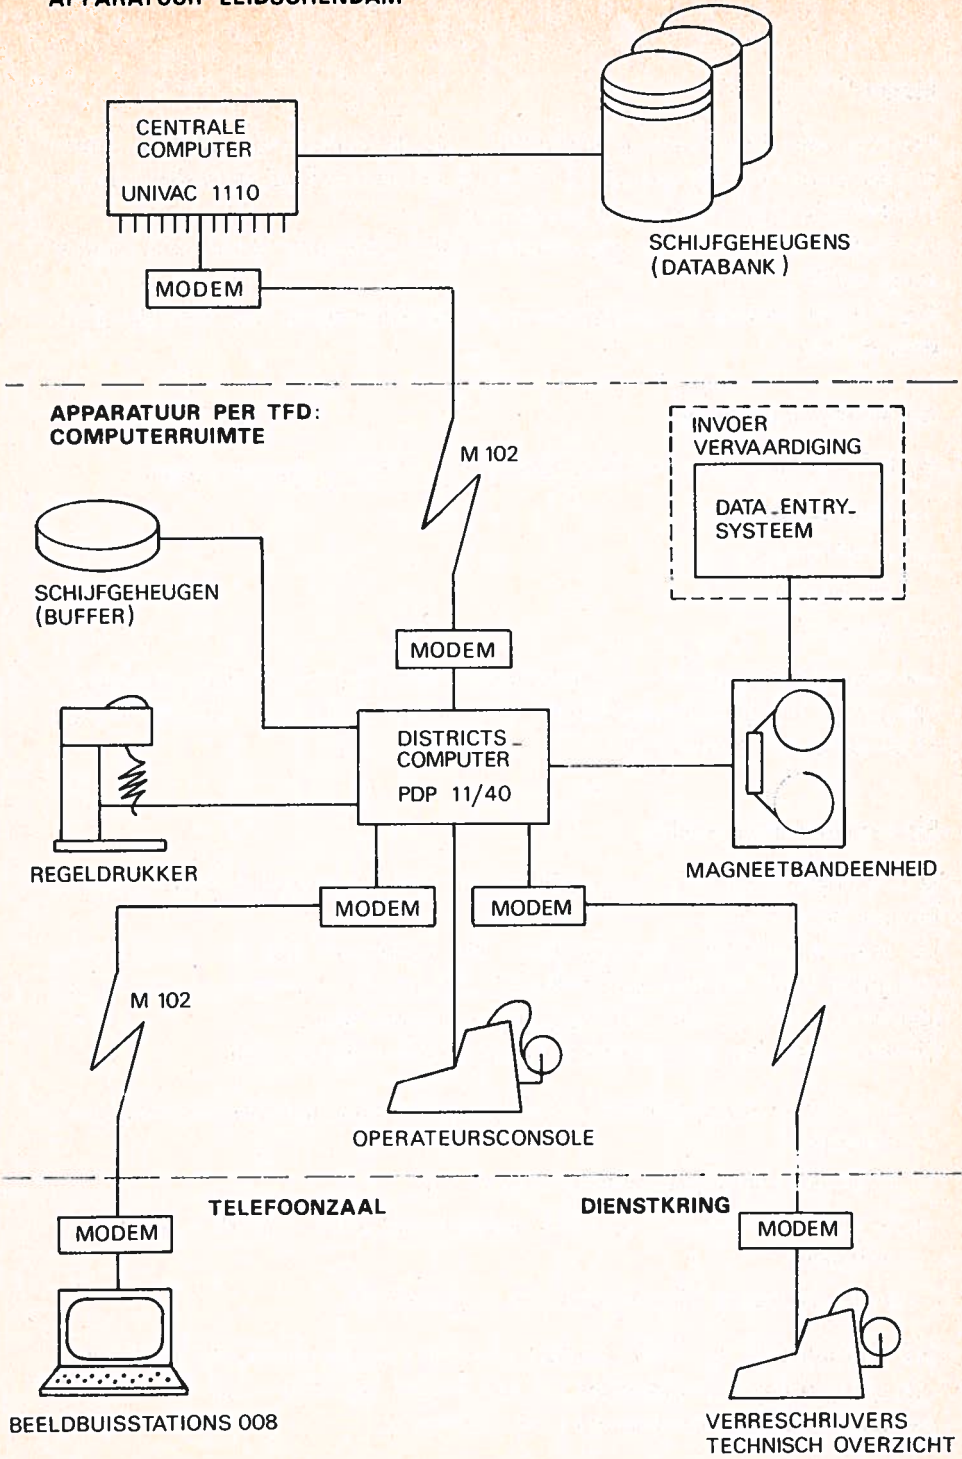 APPARATUUR LEIDSCHENDAM
CENTRALE
COMPUTER
UNIVAC 1110
SCHIJFGEHEUGENS
(DATABANK)
MODEM
APPARATUUR PER TFD:
COMPUTERRUIMTE
M 102
INVOER
VERVAARDIGING
DATA-ENTRY-
SYSTEEM
SCHIJFGEHEUGEN
(BUFFER)
MODEM
DISTRICTS-
COMPUTER
PDP 11/40
REGELDRUKKER
MAGNEETBANDEENHEID
MODEM
MODEM
M 102
OPERATEURSCONSOLE
TELEFOONZAAL
DIENSTKRING
MODEM
MODEM
BEELDBUISSTATIONS 008
VERRESCHRIJVERS
TECHNISCH OVERZICHT